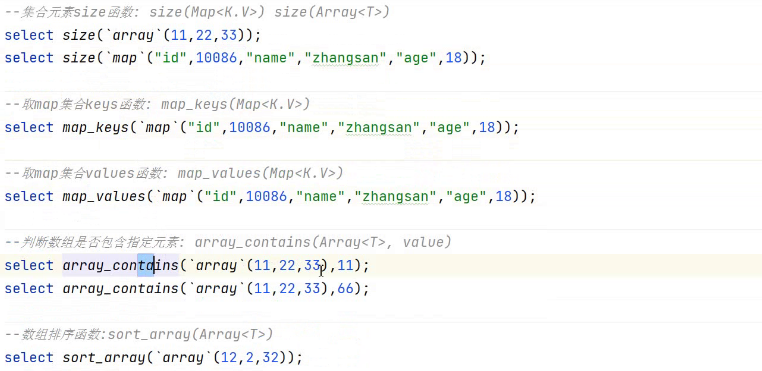 --集合元素size函数: size(Map<K.V>) size(Array<T>)
select size(`array`(11,22,33));
select size(`map`("id",10086,"name","zhangsan","age",18));
--取map集合keys函数: map_keys(Map<K.V>)
select map_keys(`map`("id",10086,"name","zhangsan","age",18));
--取map集合values函数: map_values(Map<K.V>)
select map_values(`map`("id",10086,"name","zhangsan","age",18));
--判断数组是否包含指定元素: array_contains(Array<T>, value)
select array_contains(`array`(11,22,33),11);
select array_contains(`array`(11,22,33),66);
--数组排序函数:sort_array(Array<T>)
select sort_array(`array`(12,2,32));